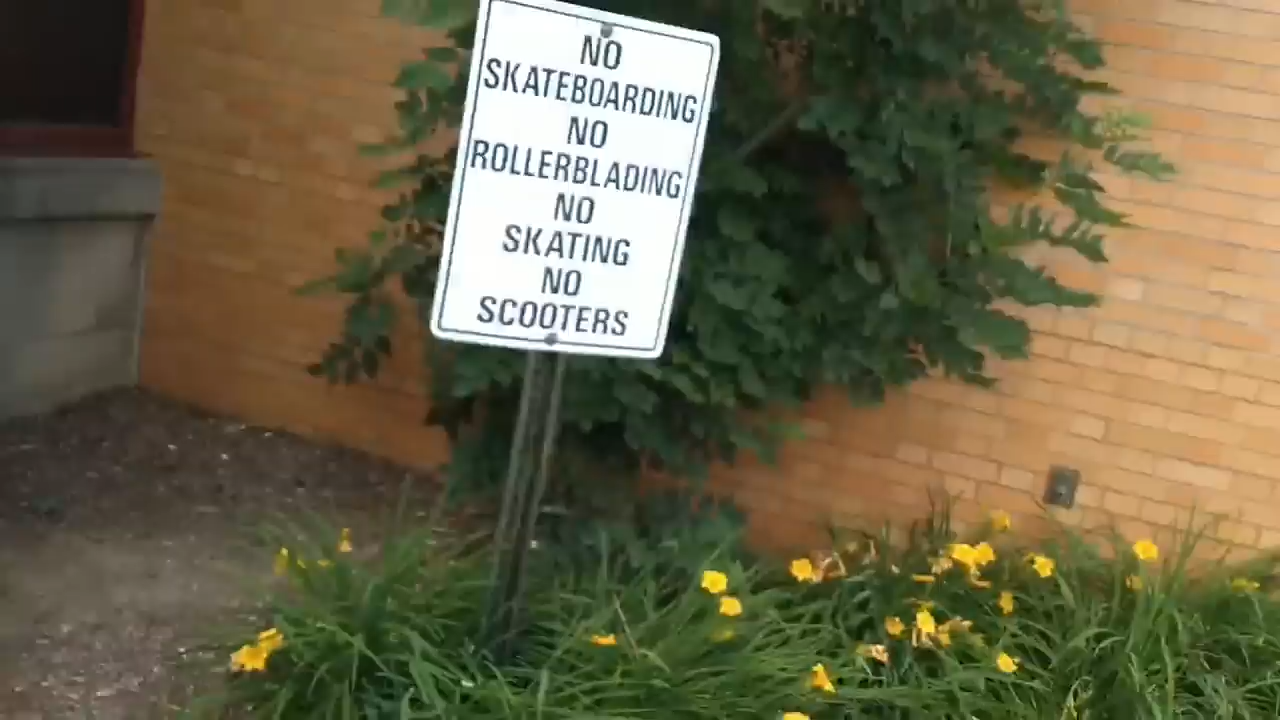 NO
SKATEBOARDING
NO
ROLLERBLADING
NO
SKATING
NO
SCOOTERS